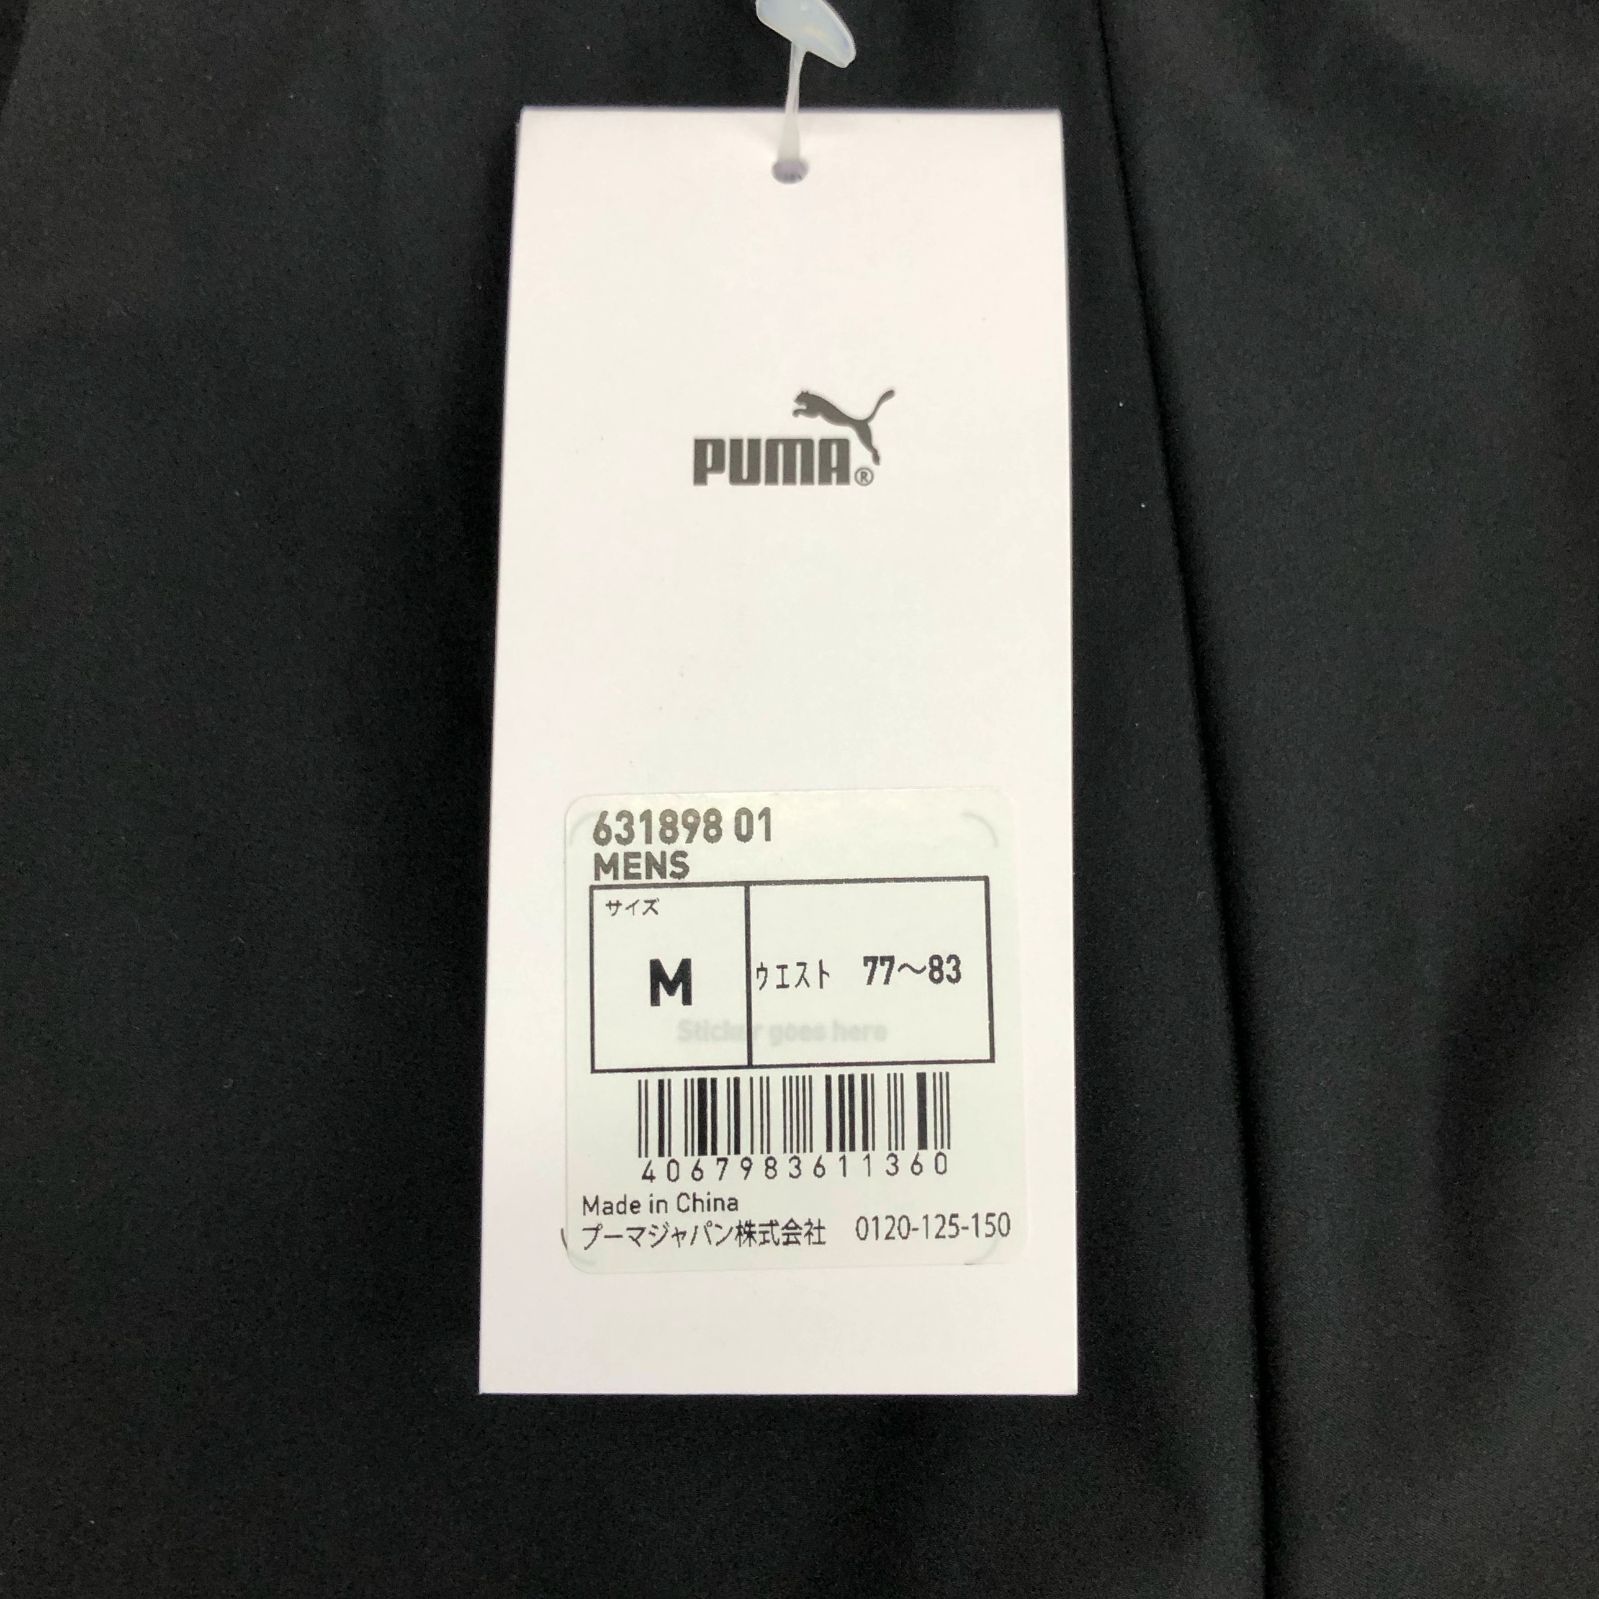 PUMA®
631898 01
MENS
サイズ
M
ウエスト 77〜83
Sticker goes here
4067983611360
Made in China
プーマジャパン株式会社 0120-125-150